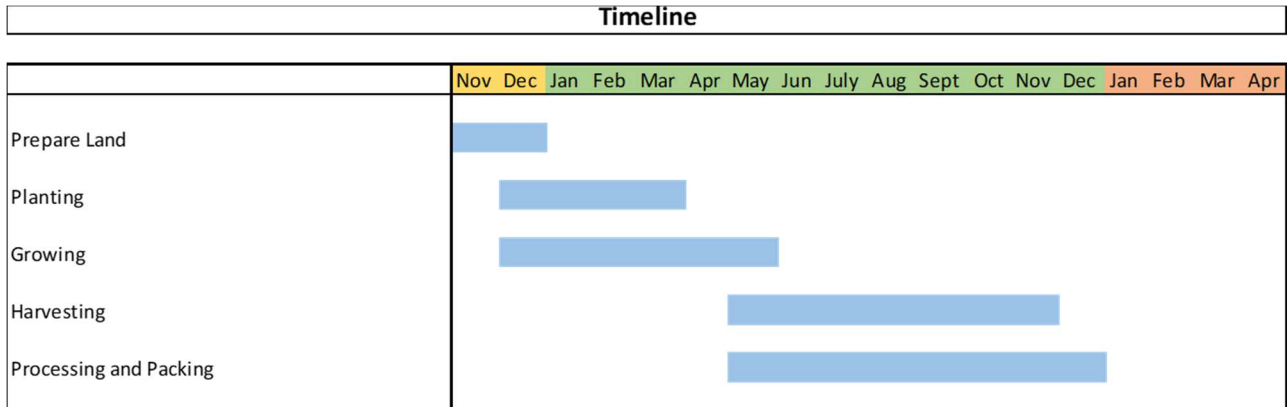 Timeline
Nov Dec Jan Feb Mar Apr May Jun July Aug Sept Oct Nov Dec Jan Feb Mar Apr
Prepare Land
Planting
Growing
Harvesting
Processing and Packing